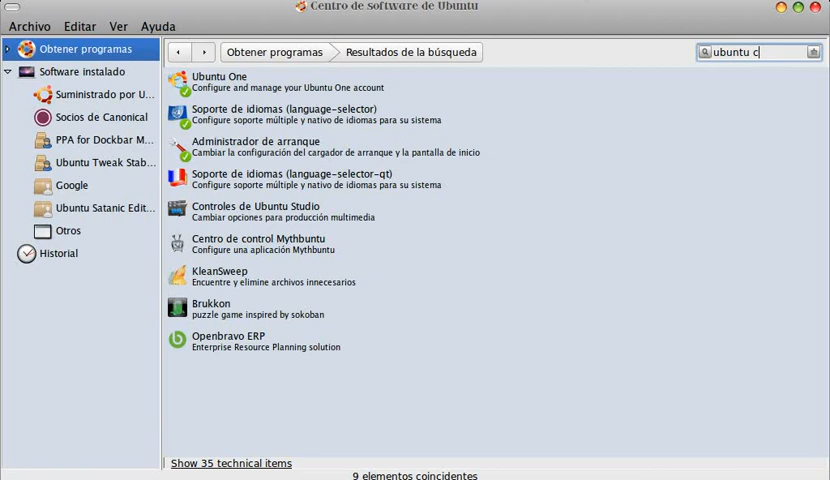 Centro de software de Ubuntu
Archivo Editar Ver Ayuda
Obtener programas
Software instalado
Suministrado por U...
Socios de Canonical
PPA for Dockbar M...
Ubuntu Tweak Stab...
Google
Ubuntu Satanic Edit...
Otros
Historial
Obtener programas Resultados de la búsqueda ubuntu c
Ubuntu One
Configure and manage your Ubuntu One account
Soporte de idiomas (language-selector)
Configure soporte múltiple y nativo de idiomas para su sistema
Administrador de arranque
Cambiar la configuración del cargador de arranque y la pantalla de inicio
Soporte de idiomas (language-selector-qt)
Configure soporte múltiple y nativo de idiomas para su sistema
Controles de Ubuntu Studio
Cambiar opciones para producción multimedia
Centro de control Mythbuntu
Configure una aplicación Mythbuntu
KleanSweep
Encuentre y elimine archivos innecesarios
Brukkon
puzzle game inspired by sokoban
Openbravo ERP
Enterprise Resource Planning solution
Show 35 technical items
9 elementos coincidentes